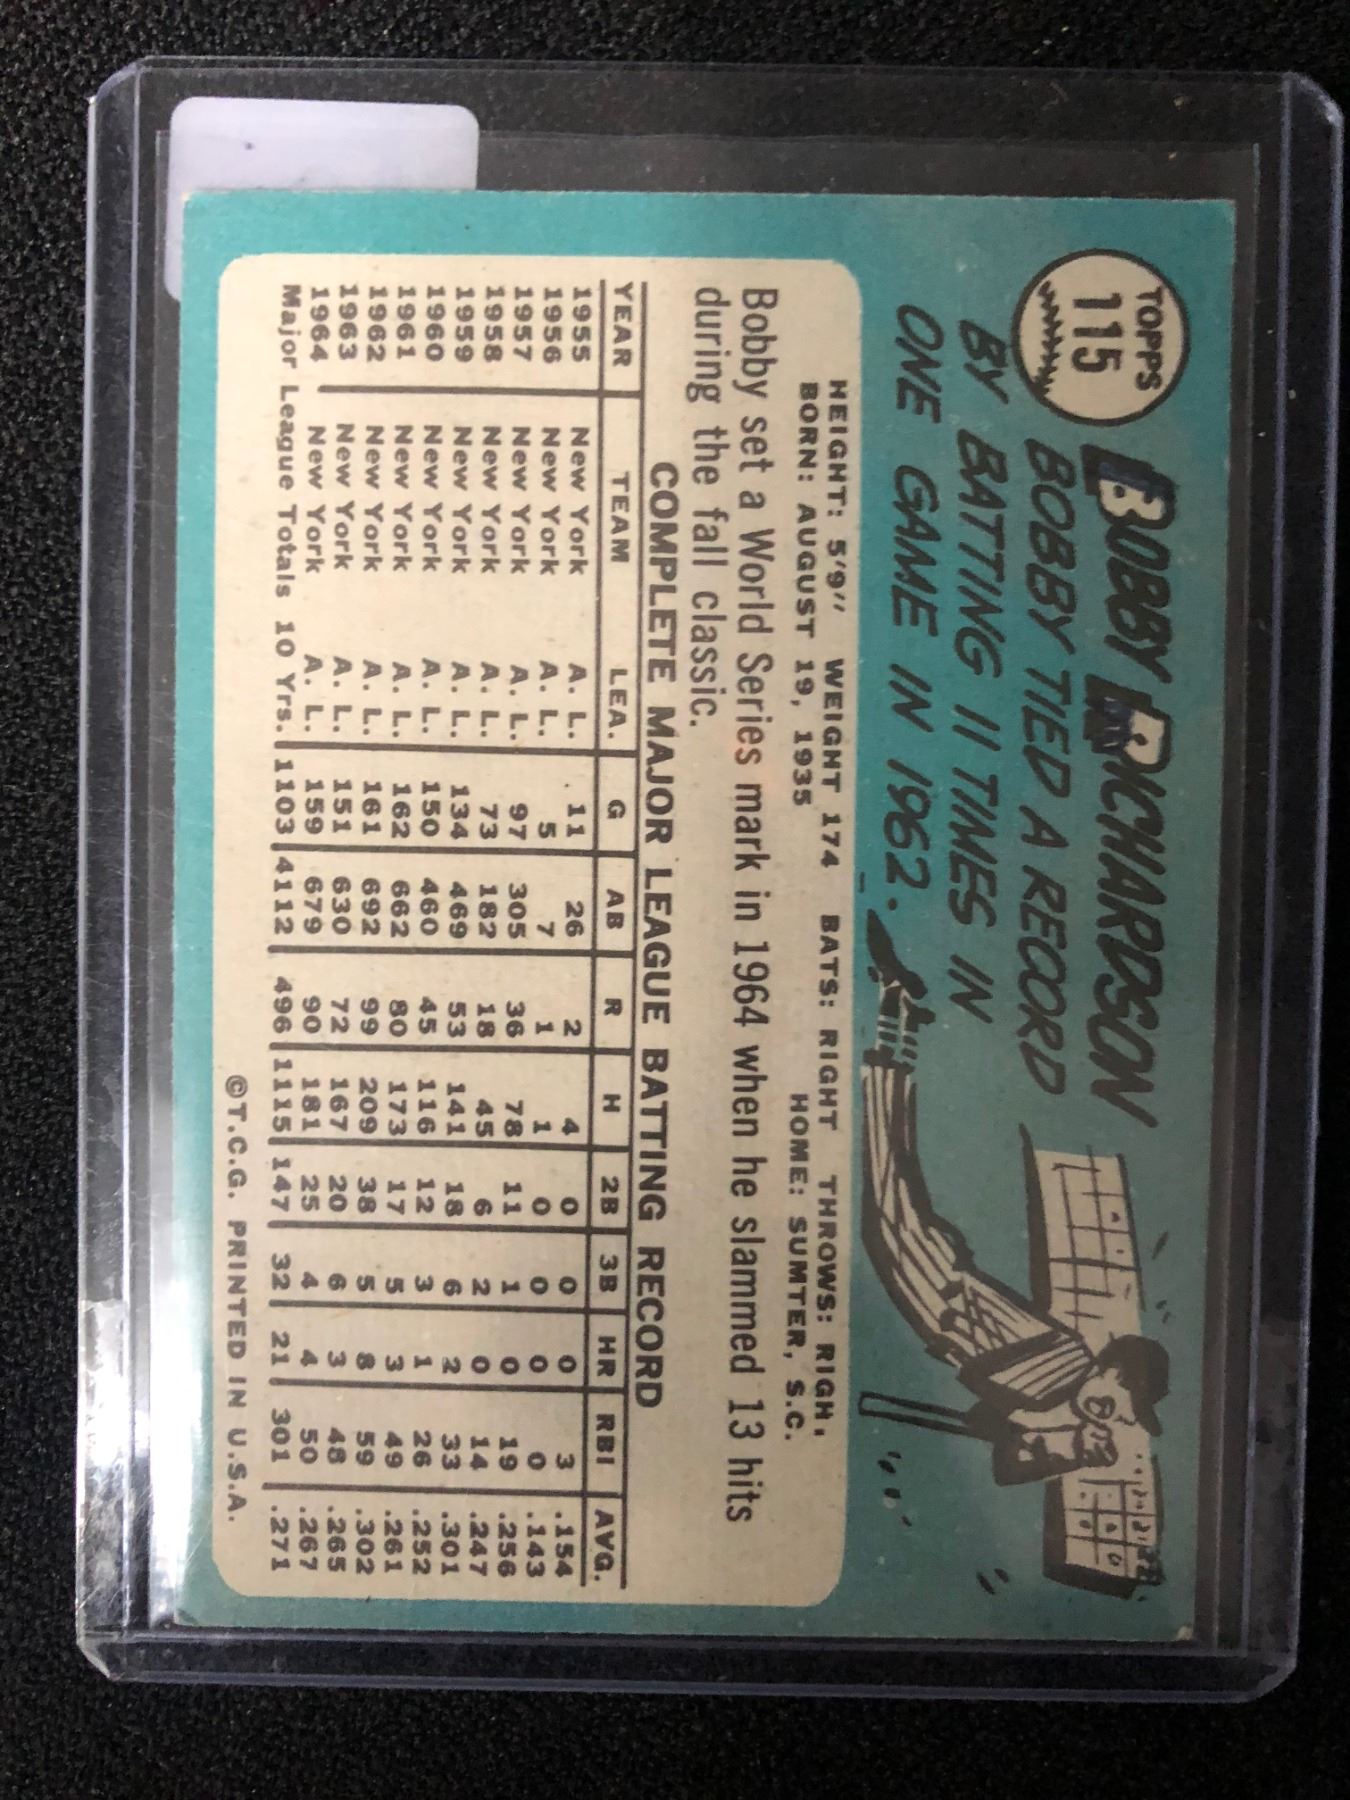 TOPPS
115
BOBBY RICHARDSON
BOBBY TIED A RECORD
BY BATTING 11 TIMES IN
ONE GAME IN 1962.
HEIGHT: 5'9" WEIGHT 174 BATS: RIGHT THROWS: RIGH.
BORN: AUGUST 19, 1935 HOME: SUMTER, S.C.
Bobby set a World Series mark in 1964 when he slammed 13 hits
during the fall classic.
COMPLETE MAJOR LEAGUE BATTING RECORD
YEAR TEAM LEA. G AB R H 2B 3B HR RBI AVG.
1955 New York A. L. 11 26 2 4 0 0 0 3 .154
1956 New York A. L. 5 7 1 1 0 0 0 0 .143
1957 New York A. L. 97 305 36 78 11 1 0 19 .256
1958 New York A. L. 73 182 18 45 6 2 0 14 .247
1959 New York A. L. 134 469 53 141 18 6 2 33 .301
1960 New York A. L. 150 460 45 116 12 3 1 26 .252
1961 New York A. L. 162 662 80 173 17 5 3 49 .261
1962 New York A. L. 161 692 99 209 38 5 8 59 .302
1963 New York A. L. 151 630 72 167 20 6 3 48 .265
1964 New York A. L. 159 679 90 181 25 4 4 50 .267
Major League Totals 10 Yrs. 1103 4112 496 1115 147 32 21 301 .271
©T.C.G. PRINTED IN U.S.A.